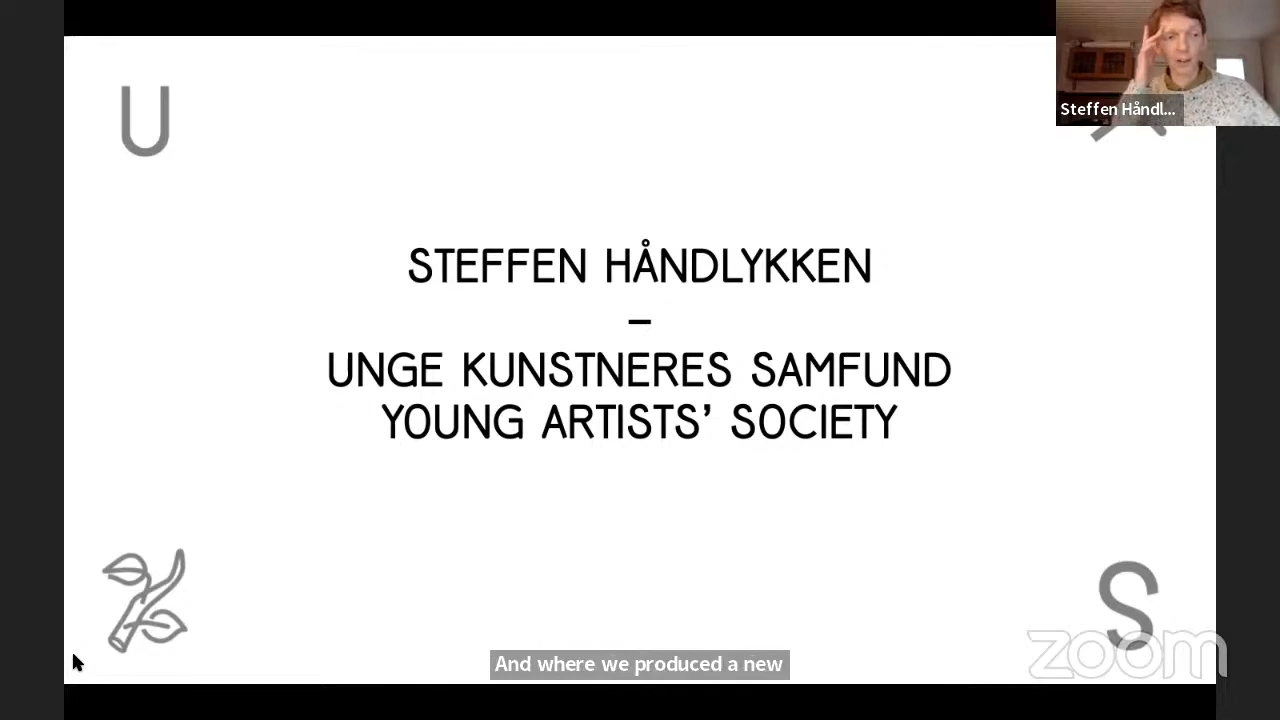 U
Steffen Håndl...
STEFFEN HÅNDLYKKEN
–
UNGE KUNSTNERES SAMFUND
YOUNG ARTISTS' SOCIETY
S
zoom
And where we produced a new